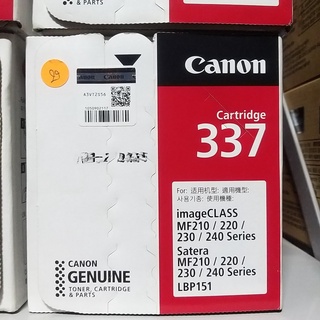 & PARTS
Canon
Canon
Cartridge
337
For: 适用机型: 適用機型:
사용기종: 使用機種:
imageCLASS
MF210 / 220 /
230 / 240 Series
Satera
MF210 / 220 /
230 / 240 Series
LBP151
CANON
GENUINE
TONER, CARTRIDGE
& PARTS